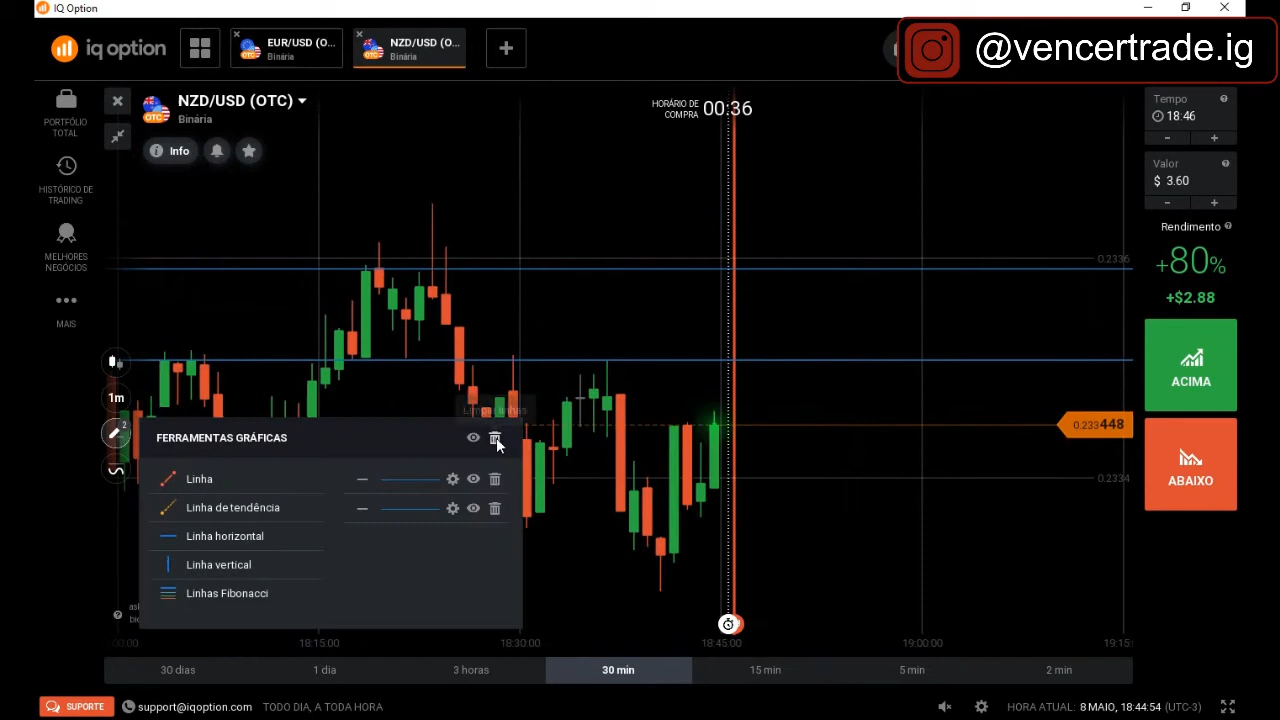 IQ Option
iq option
EUR/USD (O...
Binária
NZD/USD (O...
Binária
@vencertrade.ig
PORTFÓLIO
TOTAL
HISTÓRICO DE
TRADING
MELHORES
NEGÓCIOS
MAIS
NZD/USD (OTC)
Binária
Info
HORÁRIO DE
COMPRA
00:36
Tempo
18:46
Valor
$ 3.60
Rendimento
+80%
+$2.88
ACIMA
ABAIXO
0.2336
0.233448
0.2334
1m
2
Limpar linhas
FERRAMENTAS GRÁFICAS
Linha
Linha de tendência
Linha horizontal
Linha vertical
Linhas Fibonacci
18:15:00
18:30:00
18:45:00
19:00:00
30 dias
1 dia
3 horas
30 min
15 min
5 min
2 min
SUPORTE
support@iqoption.com
TODO DIA, A TODA HORA
HORA ATUAL: 8 MAIO, 18:44:54 (UTC-3)